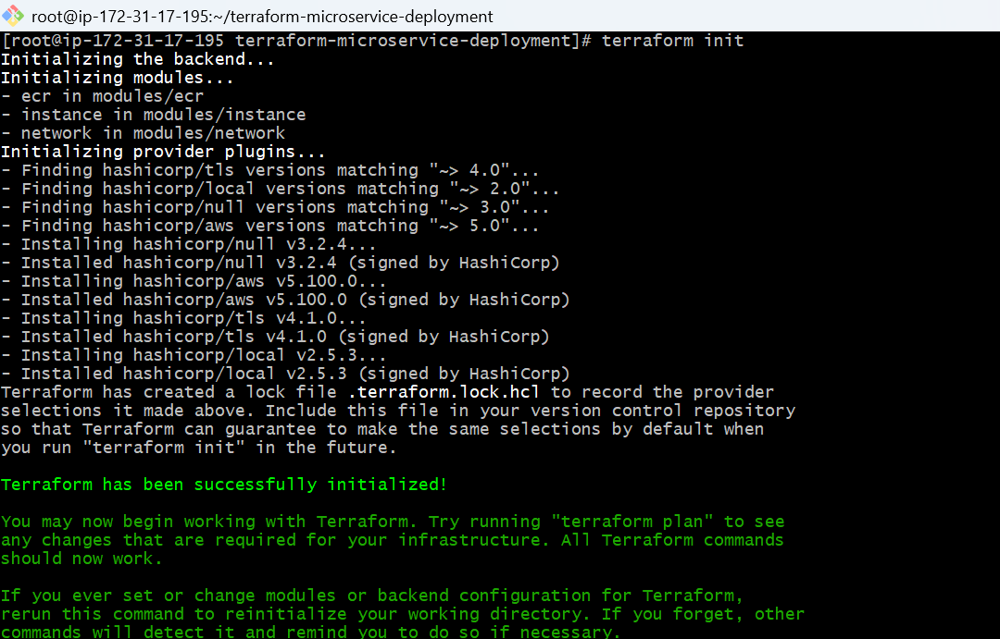 root@ip-172-31-17-195:~/terraform-microservice-deployment
[root@ip-172-31-17-195 terraform-microservice-deployment]# terraform init
Initializing the backend...
Initializing modules...
- ecr in modules/ecr
- instance in modules/instance
- network in modules/network
Initializing provider plugins...
- Finding hashicorp/tls versions matching "~> 4.0"...
- Finding hashicorp/local versions matching "~> 2.0"...
- Finding hashicorp/null versions matching "~> 3.0"...
- Finding hashicorp/aws versions matching "~> 5.0"...
- Installing hashicorp/null v3.2.4...
- Installed hashicorp/null v3.2.4 (signed by HashiCorp)
- Installing hashicorp/aws v5.100.0...
- Installed hashicorp/aws v5.100.0 (signed by HashiCorp)
- Installing hashicorp/tls v4.1.0...
- Installed hashicorp/tls v4.1.0 (signed by HashiCorp)
- Installing hashicorp/local v2.5.3...
- Installed hashicorp/local v2.5.3 (signed by HashiCorp)
Terraform has created a lock file .terraform.lock.hcl to record the provider
selections it made above. Include this file in your version control repository
so that Terraform can guarantee to make the same selections by default when
you run "terraform init" in the future.
Terraform has been successfully initialized!
You may now begin working with Terraform. Try running "terraform plan" to see
any changes that are required for your infrastructure. All Terraform commands
should now work.
If you ever set or change modules or backend configuration for Terraform,
rerun this command to reinitialize your working directory. If you forget, other
commands will detect it and remind you to do so if necessary.